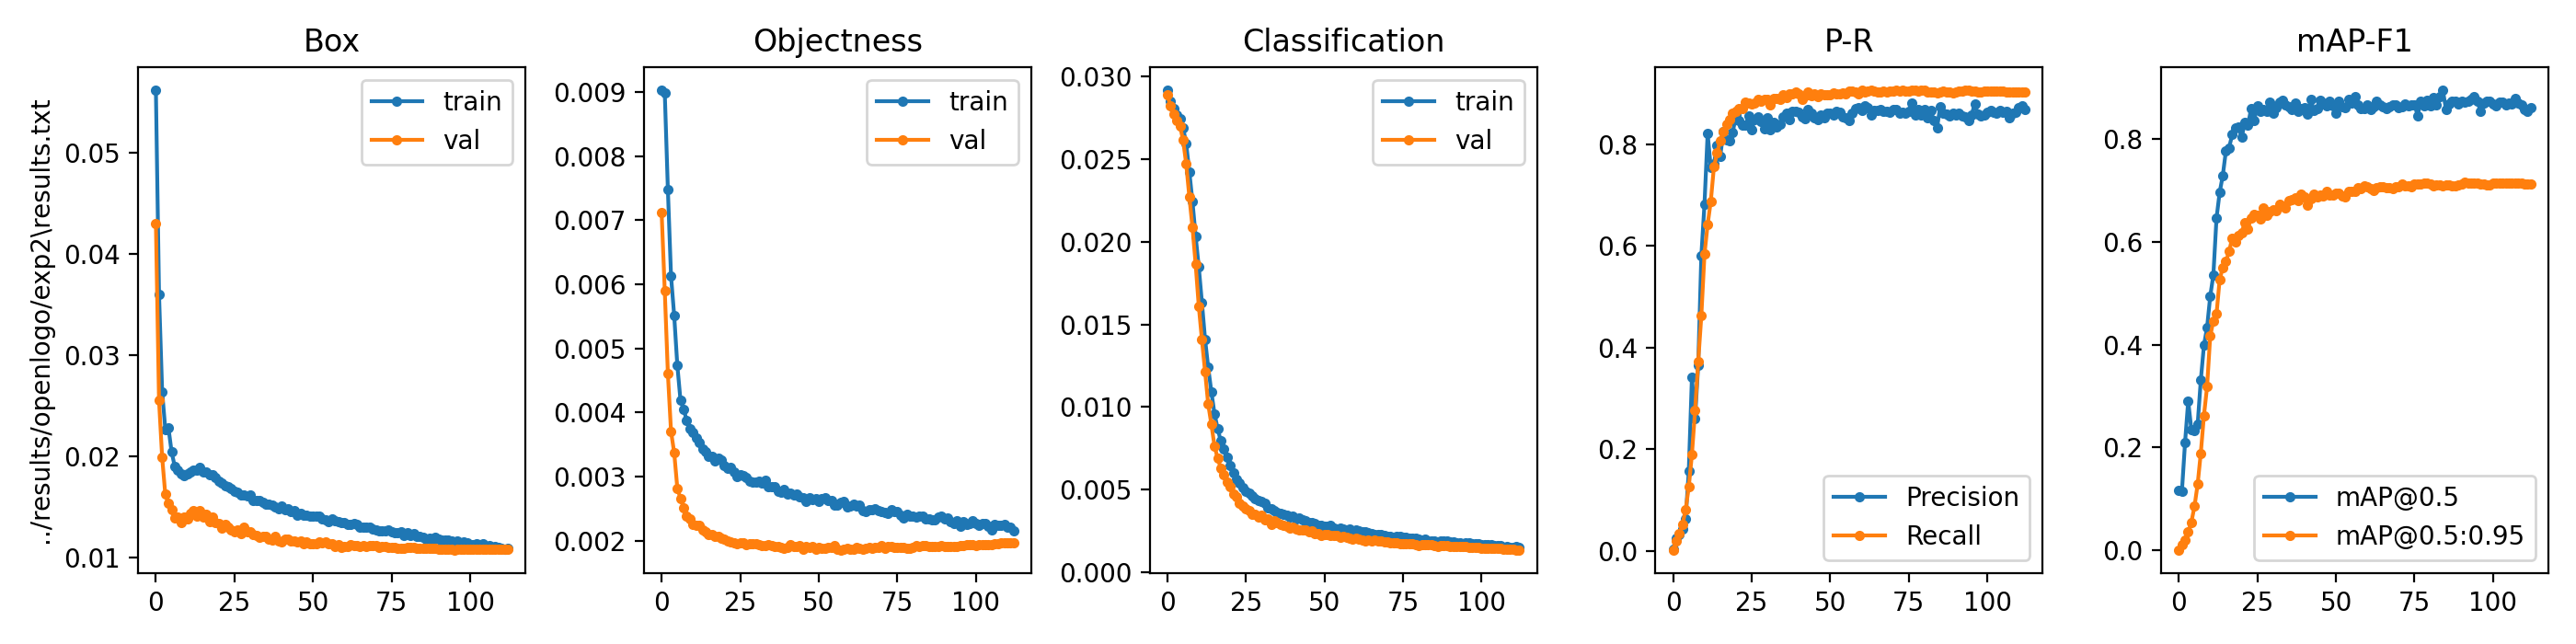 Box
Objectness
Classification
P-R
mAP-F1
../results/openlogo/exp2\results.txt
0.05
0.04
0.03
0.02
0.01
0 25 50 75 100
train
val
0.009
0.008
0.007
0.006
0.005
0.004
0.003
0.002
0 25 50 75 100
train
val
0.030
0.025
0.020
0.015
0.010
0.005
0.000
0 25 50 75 100
train
val
0.8
0.6
0.4
0.2
0.0
0 25 50 75 100
Precision
Recall
0.8
0.6
0.4
0.2
0.0
0 25 50 75 100
mAP@0.5
mAP@0.5:0.95